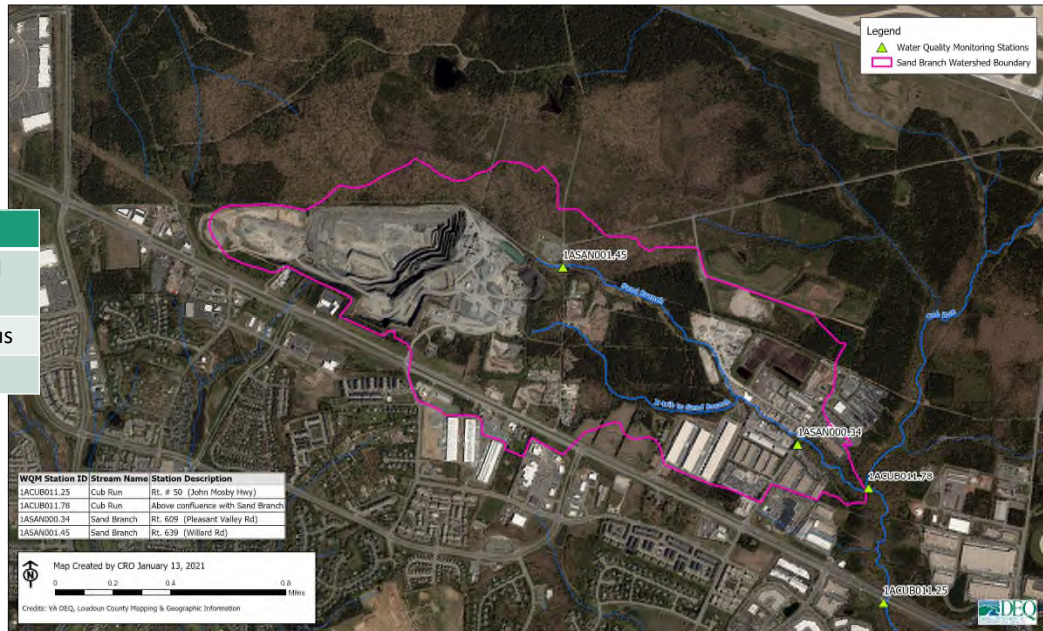 Legend
Water Quality Monitoring Stations
Sand Branch Watershed Boundary
1ASAN001.45
Sand Branch
Cub Run
X-trib to Sand Branch
1ASAN000.34
1ACUB011.78
WQM Station ID Stream Name Station Description
1ACUB011.25 Cub Run Rt. # 50 (John Mosby Hwy)
1ACUB011.78 Cub Run Above confluence with Sand Branch
1ASAN000.34 Sand Branch Rt. 609 (Pleasant Valley Rd)
1ASAN001.45 Sand Branch Rt. 639 (Willard Rd)
N
Map Created by CRO January 13, 2021
0 0.2 0.4 0.8
Miles
Credits: VA DEQ, Loudoun County Mapping & Geographic Information
1ACUB011.25
DEQ